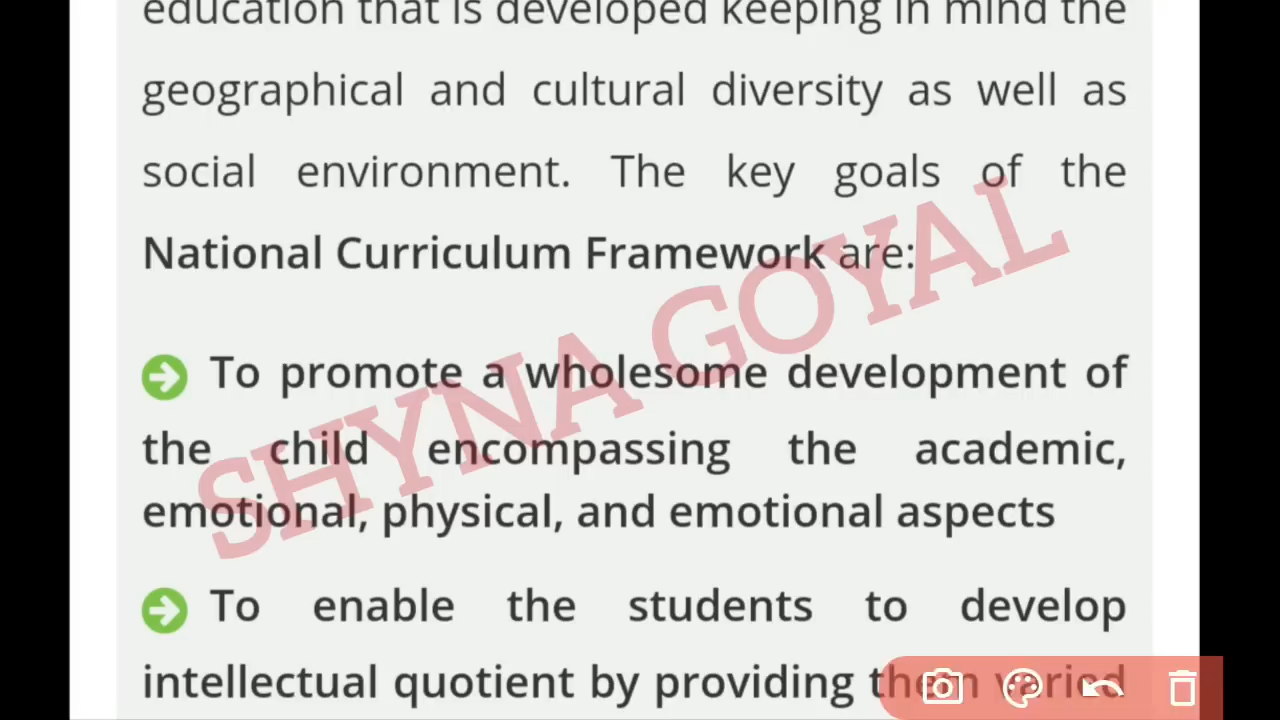 education that is developed keeping in mind the
geographical and cultural diversity as well as
social environment. The key goals of the
National Curriculum Framework are:
To promote a wholesome development of
the child encompassing the academic,
emotional, physical, and emotional aspects
To enable the students to develop
intellectual quotient by providing them varied
SHYNA GOYAL